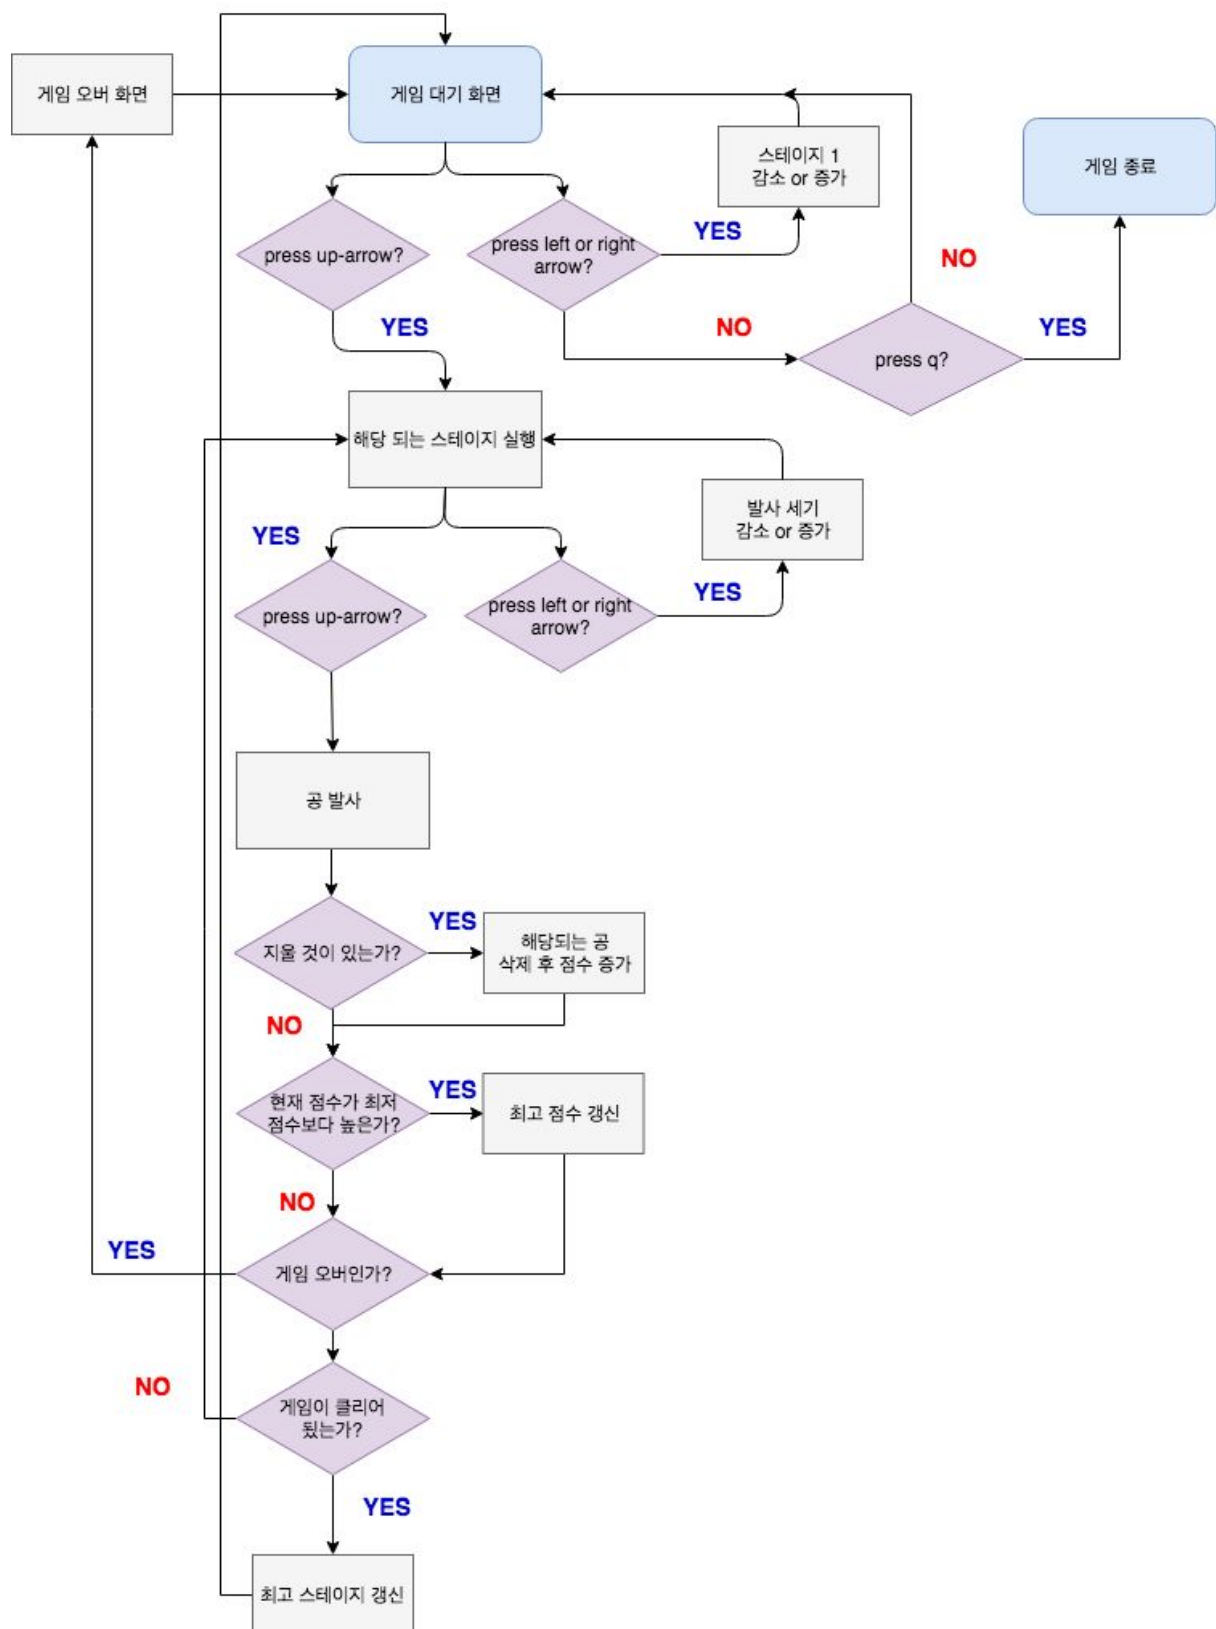 게임 오버 화면
게임 대기 화면
스테이지 1
감소 or 증가
게임 종료
press up-arrow?
press left or right
arrow?
YES
NO
YES
NO
press q?
YES
해당 되는 스테이지 실행
발사 세기
감소 or 증가
YES
press up-arrow?
press left or right
arrow?
YES
공 발사
지울 것이 있는가?
YES
해당되는 공
삭제 후 점수 증가
NO
현재 점수가 최저
점수보다 높은가?
YES
최고 점수 갱신
NO
YES
게임 오버인가?
NO
게임이 클리어
됬는가?
YES
최고 스테이지 갱신